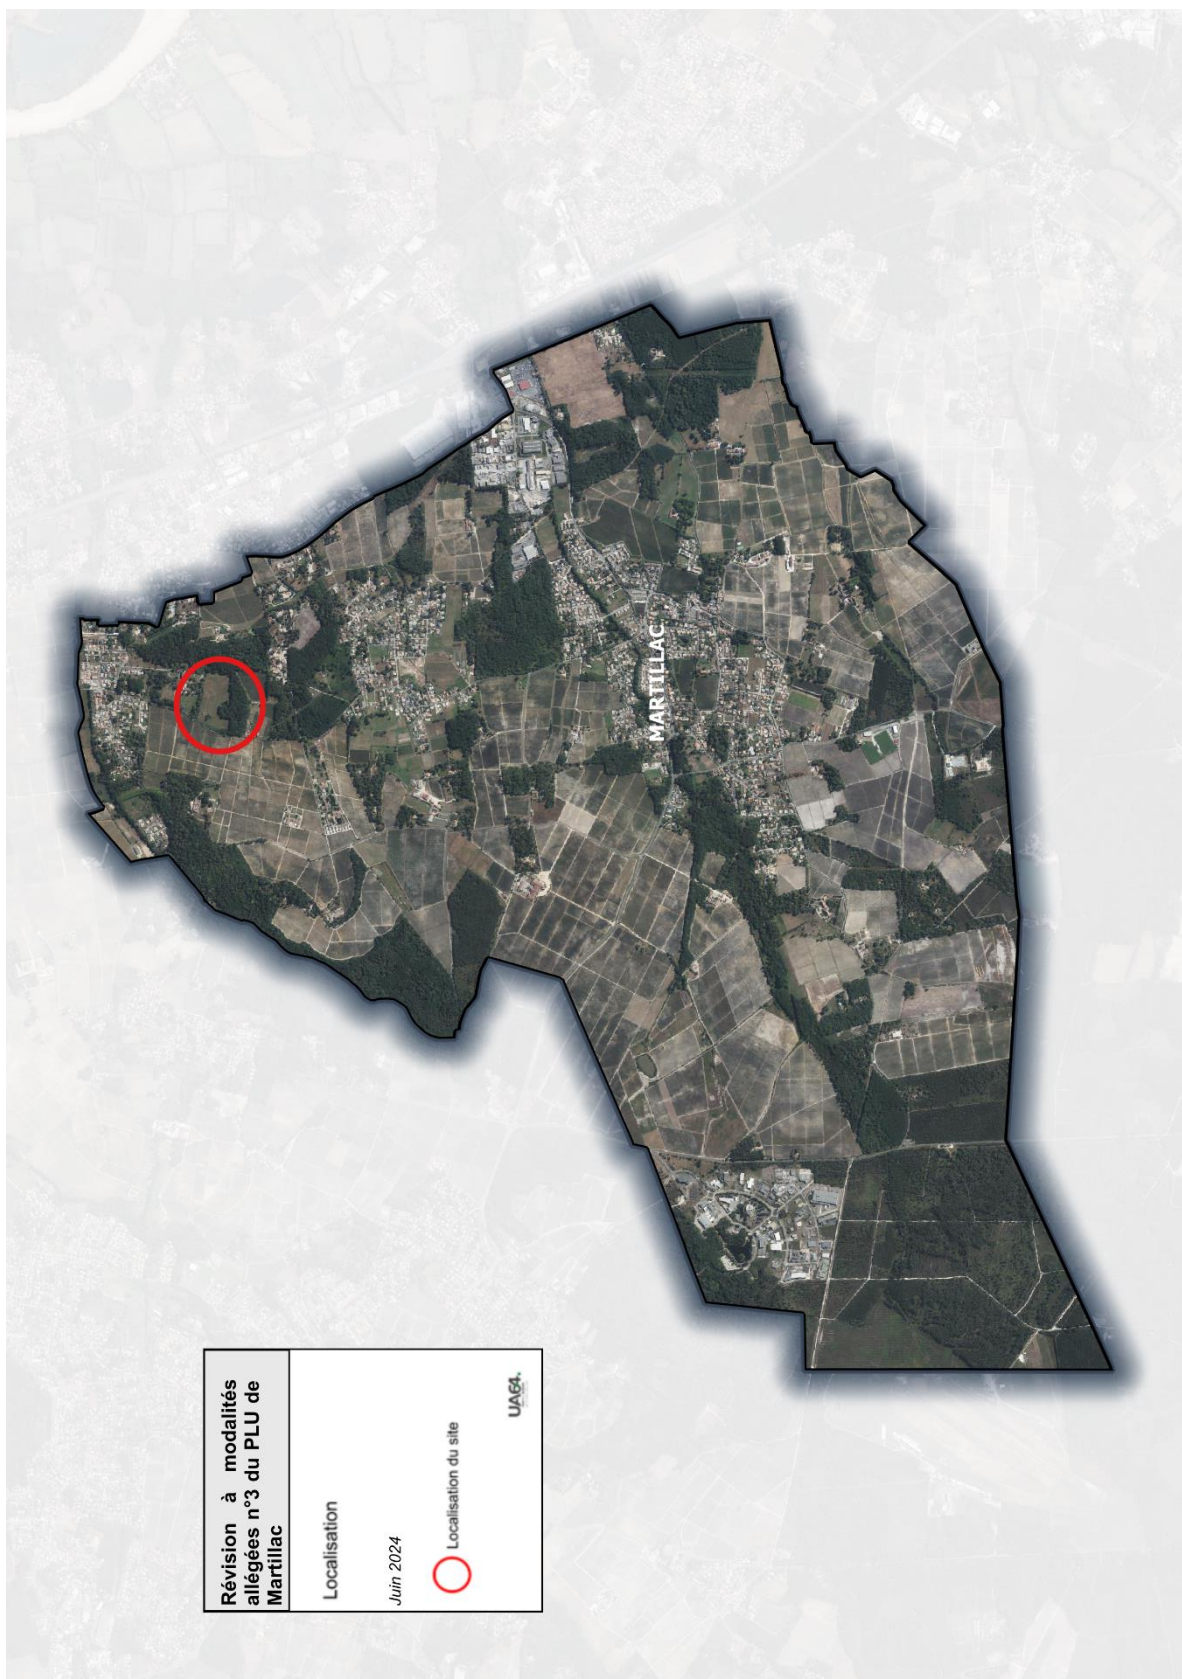 Révision à modalités
allégées n°3 du PLU de
Martillac
Localisation
Juin 2024
Localisation du site
UA64.
MARTILLAC